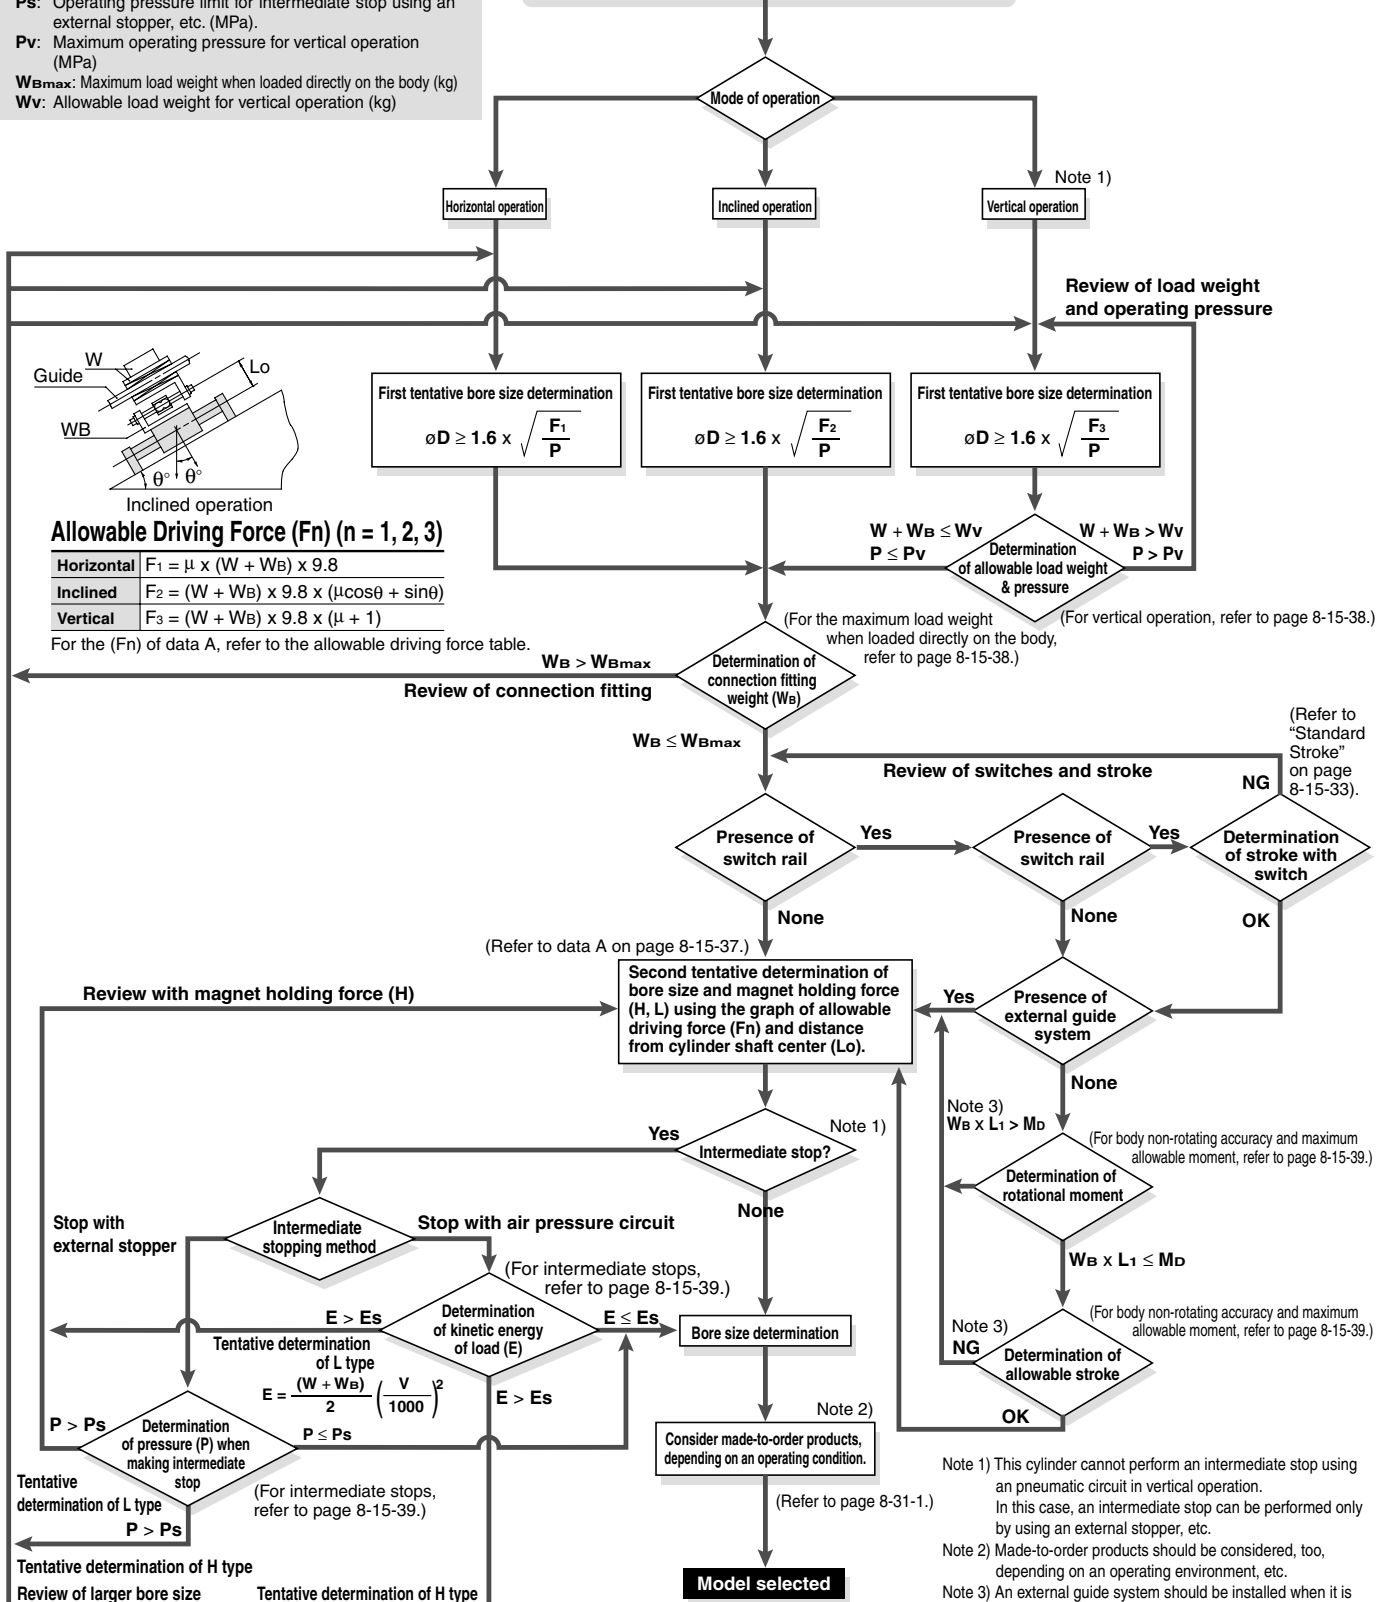 Ps: Operating pressure limit for intermediate stop using an
external stopper, etc. (MPa).
Pv: Maximum operating pressure for vertical operation
(MPa)
WBmax: Maximum load weight when loaded directly on the body (kg)
Wv: Allowable load weight for vertical operation (kg)
Mode of operation
Note 1)
Horizontal operation
Inclined operation
Vertical operation
Review of load weight
and operating pressure
W
Guide
Lo
WB
θ° θ°
Inclined operation
First tentative bore size determination
øD ≥ 1.6 x √(F1/P)
First tentative bore size determination
øD ≥ 1.6 x √(F2/P)
First tentative bore size determination
øD ≥ 1.6 x √(F3/P)
Allowable Driving Force (Fn) (n = 1, 2, 3)
Horizontal F1 = μ x (W + WB) x 9.8
Inclined F2 = (W + WB) x 9.8 x (μcosθ + sinθ)
Vertical F3 = (W + WB) x 9.8 x (μ + 1)
For the (Fn) of data A, refer to the allowable driving force table.
W + WB ≤ Wv
P ≤ Pv
W + WB > Wv
P > Pv
Determination
of allowable load weight
& pressure
(For vertical operation, refer to page 8-15-38.)
(For the maximum load weight
when loaded directly on the body,
refer to page 8-15-38.)
WB > WBmax
Review of connection fitting
Determination of
connection fitting
weight (WB)
WB ≤ WBmax
Review of switches and stroke
(Refer to
“Standard
Stroke”
on page
8-15-33).
NG
Presence of
switch rail
Yes
Presence of
switch rail
Yes
Determination
of stroke with
switch
None
None
OK
(Refer to data A on page 8-15-37.)
Second tentative determination of
bore size and magnet holding force
(H, L) using the graph of allowable
driving force (Fn) and distance
from cylinder shaft center (Lo).
Review with magnet holding force (H)
Yes
Presence of
external guide
system
None
Note 3)
WB x L1 > MD
(For body non-rotating accuracy and maximum
allowable moment, refer to page 8-15-39.)
Determination of
rotational moment
WB x L1 ≤ MD
(For body non-rotating accuracy and maximum
allowable moment, refer to page 8-15-39.)
Note 3)
NG
Determination of
allowable stroke
OK
Note 1)
Yes
Intermediate stop?
None
Stop with
external stopper
Intermediate
stopping method
Stop with air pressure circuit
(For intermediate stops,
refer to page 8-15-39.)
E > Es
Determination
of kinetic energy
of load (E)
E ≤ Es
Tentative determination
of L type
E = (W + WB)/2 (V/1000)²
E > Es
Bore size determination
P > Ps
Determination
of pressure (P) when
making intermediate
stop
P ≤ Ps
Tentative
determination of L type
(For intermediate stops,
refer to page 8-15-39.)
P > Ps
Tentative determination of H type
Review of larger bore size
Tentative determination of H type
Note 2)
Consider made-to-order products,
depending on an operating condition.
(Refer to page 8-31-1.)
Model selected
Note 1) This cylinder cannot perform an intermediate stop using
an pneumatic circuit in vertical operation.
In this case, an intermediate stop can be performed only
by using an external stopper, etc.
Note 2) Made-to-order products should be considered, too,
depending on an operating environment, etc.
Note 3) An external guide system should be installed when it is